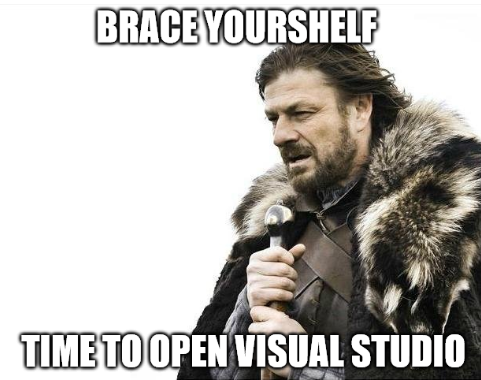 BRACE YOURSHELF
TIME TO OPEN VISUAL STUDIO